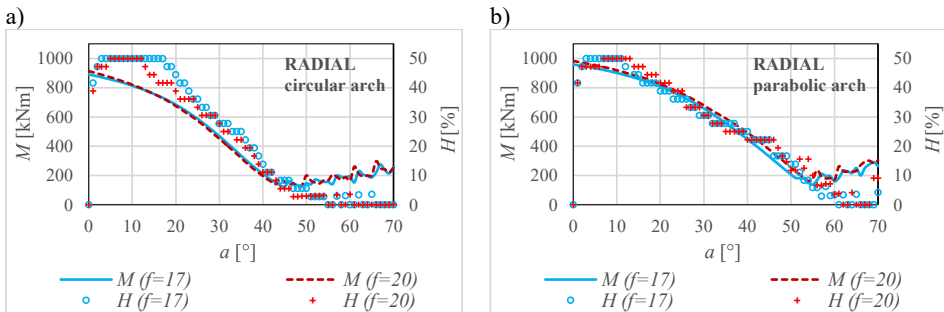 a)
1000
800
600
400
200
0
M [kNm]
50
40
30
20
10
0
H [%]
RADIAL
circular arch
0 10 20 30 40 50 60 70
a [°]
M (f=17) M (f=20)
H (f=17) H (f=20)
b)
1000
800
600
400
200
0
M [kNm]
50
40
30
20
10
0
H [%]
RADIAL
parabolic arch
0 10 20 30 40 50 60 70
a [°]
M (f=17) M (f=20)
H (f=17) H (f=20)